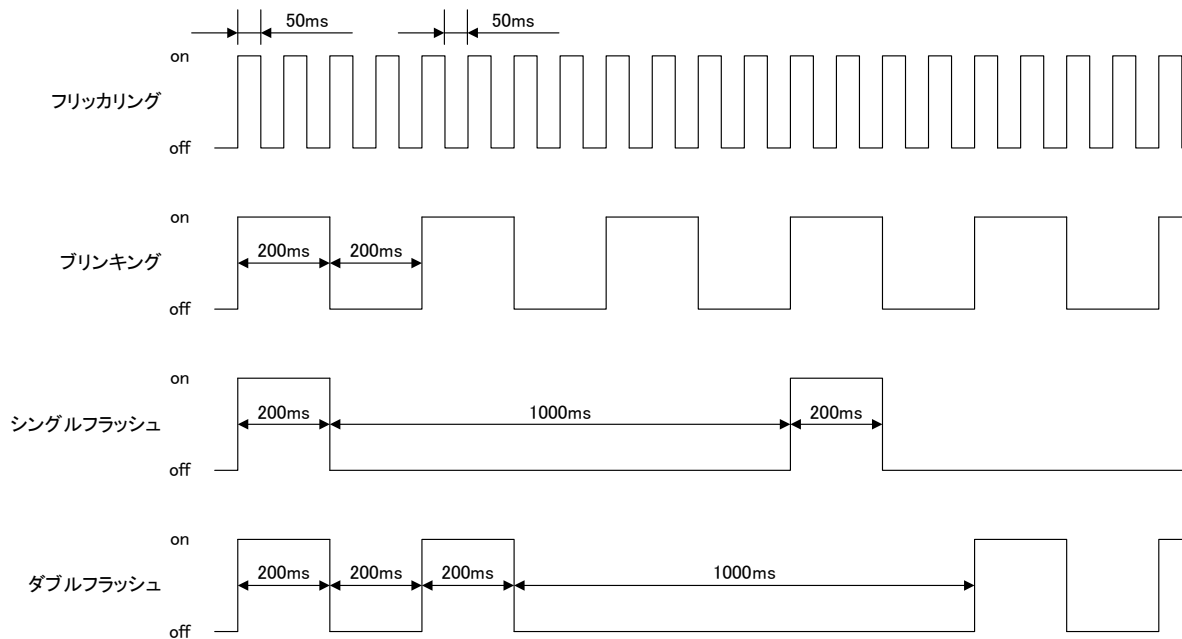 50ms 50ms
on
フリッカリング
off
on
200ms 200ms
ブリンキング
off
on
200ms 1000ms 200ms
シングルフラッシュ
off
on
200ms 200ms 200ms 1000ms
ダブルフラッシュ
off